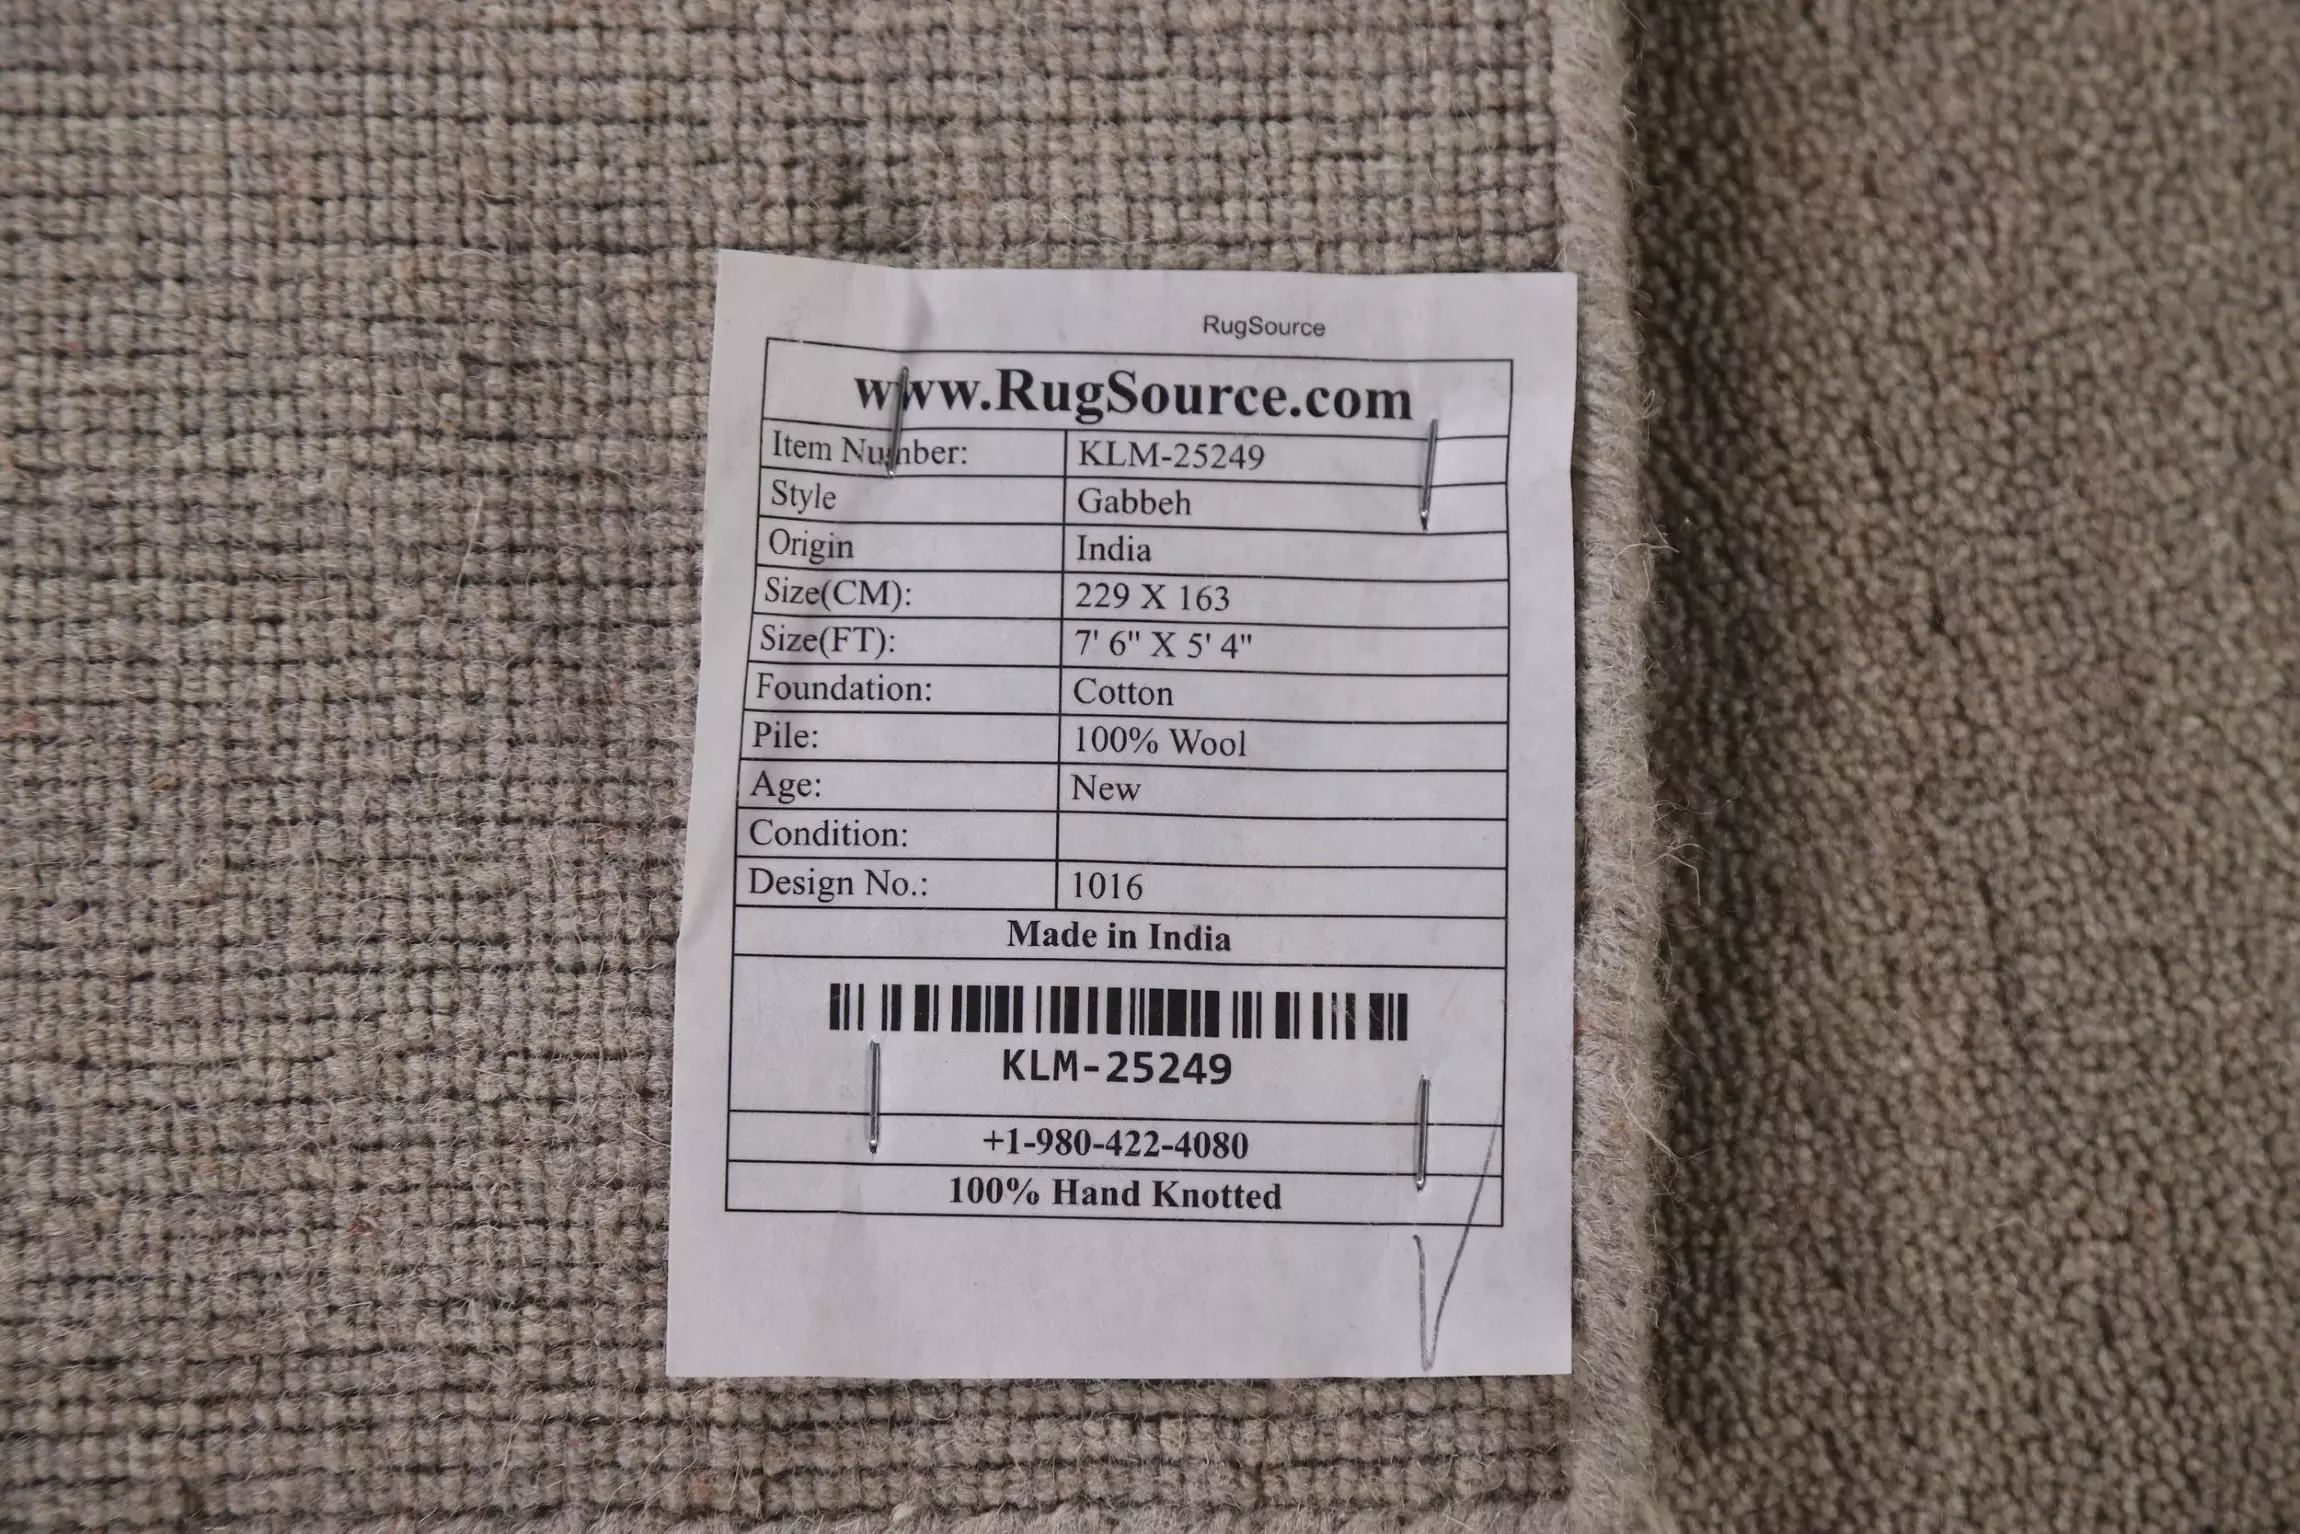 RugSource
www.RugSource.com
Item Number: KLM-25249
Style Gabbeh
Origin India
Size(CM): 229 X 163
Size(FT): 7' 6" X 5' 4"
Foundation: Cotton
Pile: 100% Wool
Age: New
Condition:
Design No.: 1016
Made in India
KLM-25249
+1-980-422-4080
100% Hand Knotted